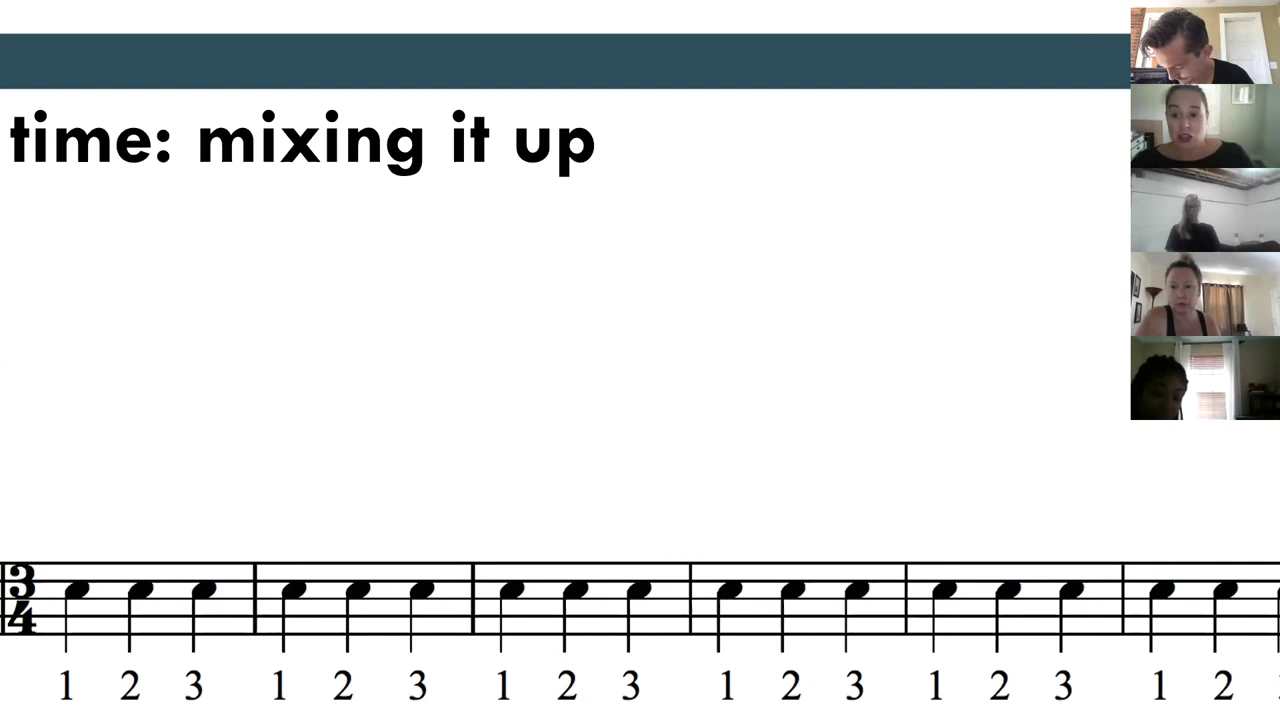 time: mixing it up
3
4
1 2 3 1 2 3 1 2 3 1 2 3 1 2 3 1 2